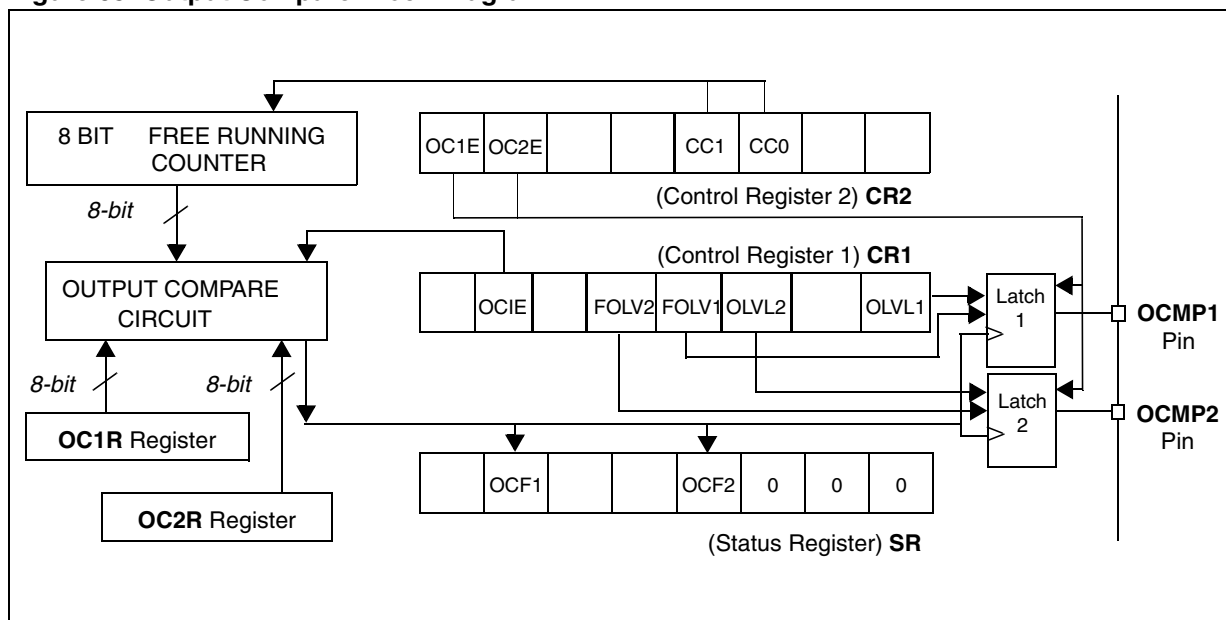 8 BIT FREE RUNNING
COUNTER
8-bit
OUTPUT COMPARE
CIRCUIT
8-bit
8-bit
OC1R Register
OC2R Register
OC1E OC2E CC1 CC0
(Control Register 2) CR2
(Control Register 1) CR1
OCIE FOLV2 FOLV1 OLVL2 OLVL1
OCF1 OCF2 0 0 0
(Status Register) SR
Latch
1
Latch
2
OCMP1
Pin
OCMP2
Pin